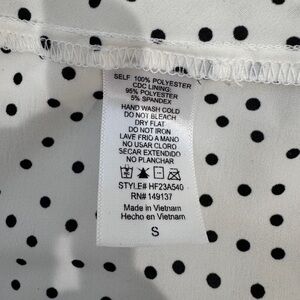 SELF 100% POLYESTER
CDC LINING:
95% POLYESTER
5% SPANDEX
HAND WASH COLD
DO NOT BLEACH
DRY FLAT
DO NOT IRON
LAVE FRIO A MANO
NO USAR CLORO
SECAR EXTENDIDO
NO PLANCHAR
STYLE# HF23A540
RN# 149137
Made in Vietnam
Hecho en Vietnam
S